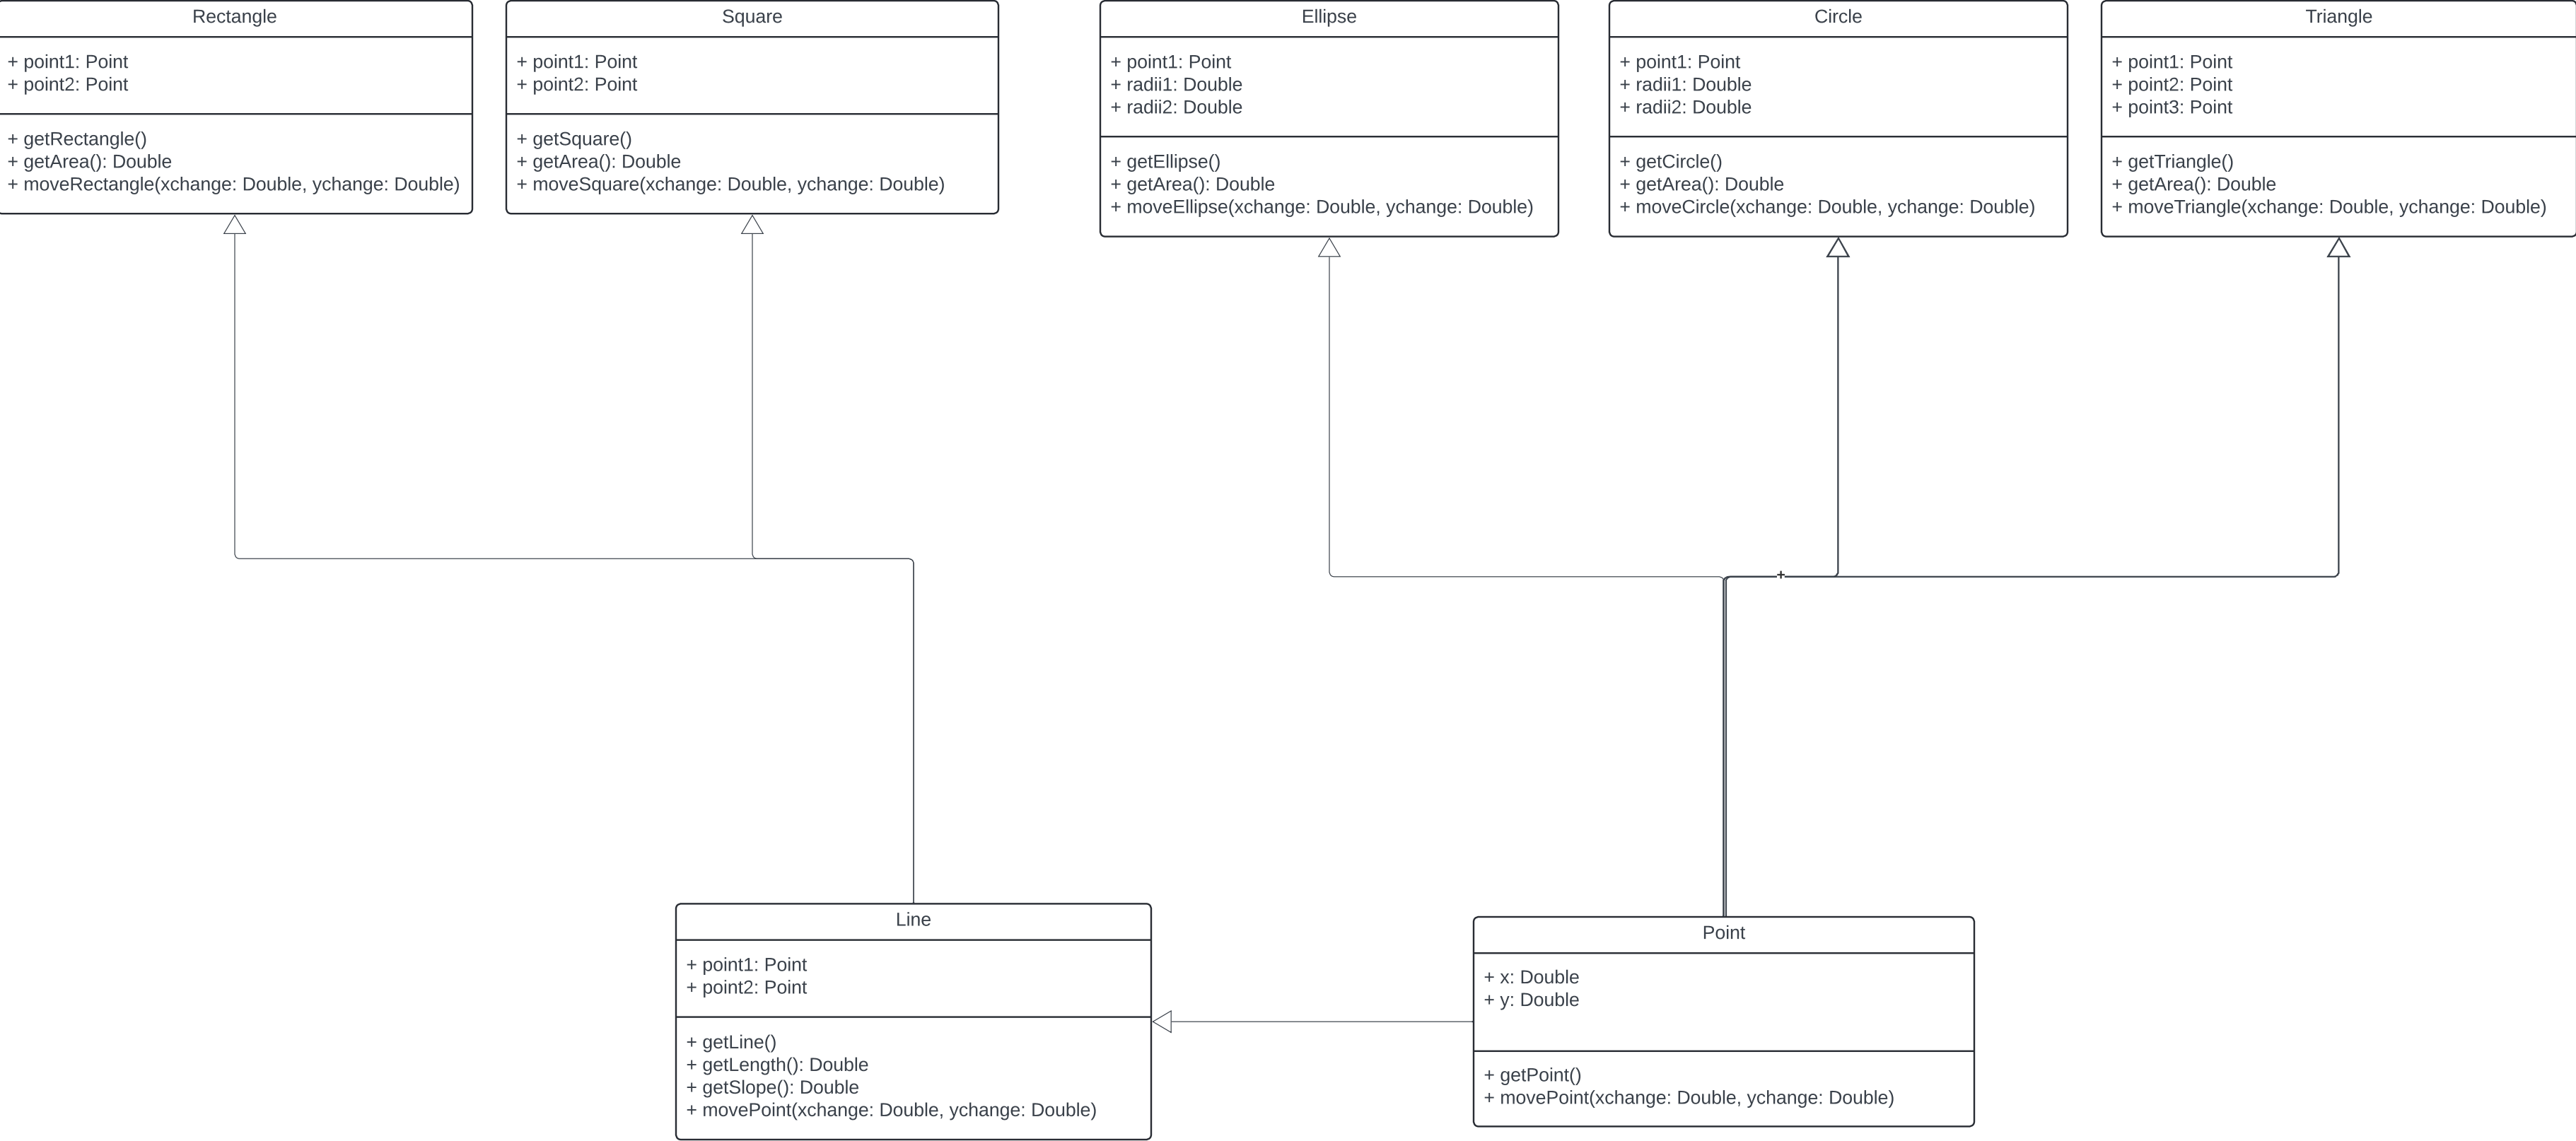 Rectangle
+ point1: Point
+ point2: Point
+ getRectangle()
+ getArea(): Double
+ moveRectangle(xchange: Double, ychange: Double)
Square
+ point1: Point
+ point2: Point
+ getSquare()
+ getArea(): Double
+ moveSquare(xchange: Double, ychange: Double)
Ellipse
+ point1: Point
+ radii1: Double
+ radii2: Double
+ getEllipse()
+ getArea(): Double
+ moveEllipse(xchange: Double, ychange: Double)
Circle
+ point1: Point
+ radii1: Double
+ radii2: Double
+ getCircle()
+ getArea(): Double
+ moveCircle(xchange: Double, ychange: Double)
Triangle
+ point1: Point
+ point2: Point
+ point3: Point
+ getTriangle()
+ getArea(): Double
+ moveTriangle(xchange: Double, ychange: Double)
+
Line
+ point1: Point
+ point2: Point
+ getLine()
+ getLength(): Double
+ getSlope(): Double
+ movePoint(xchange: Double, ychange: Double)
Point
+ x: Double
+ y: Double
+ getPoint()
+ movePoint(xchange: Double, ychange: Double)